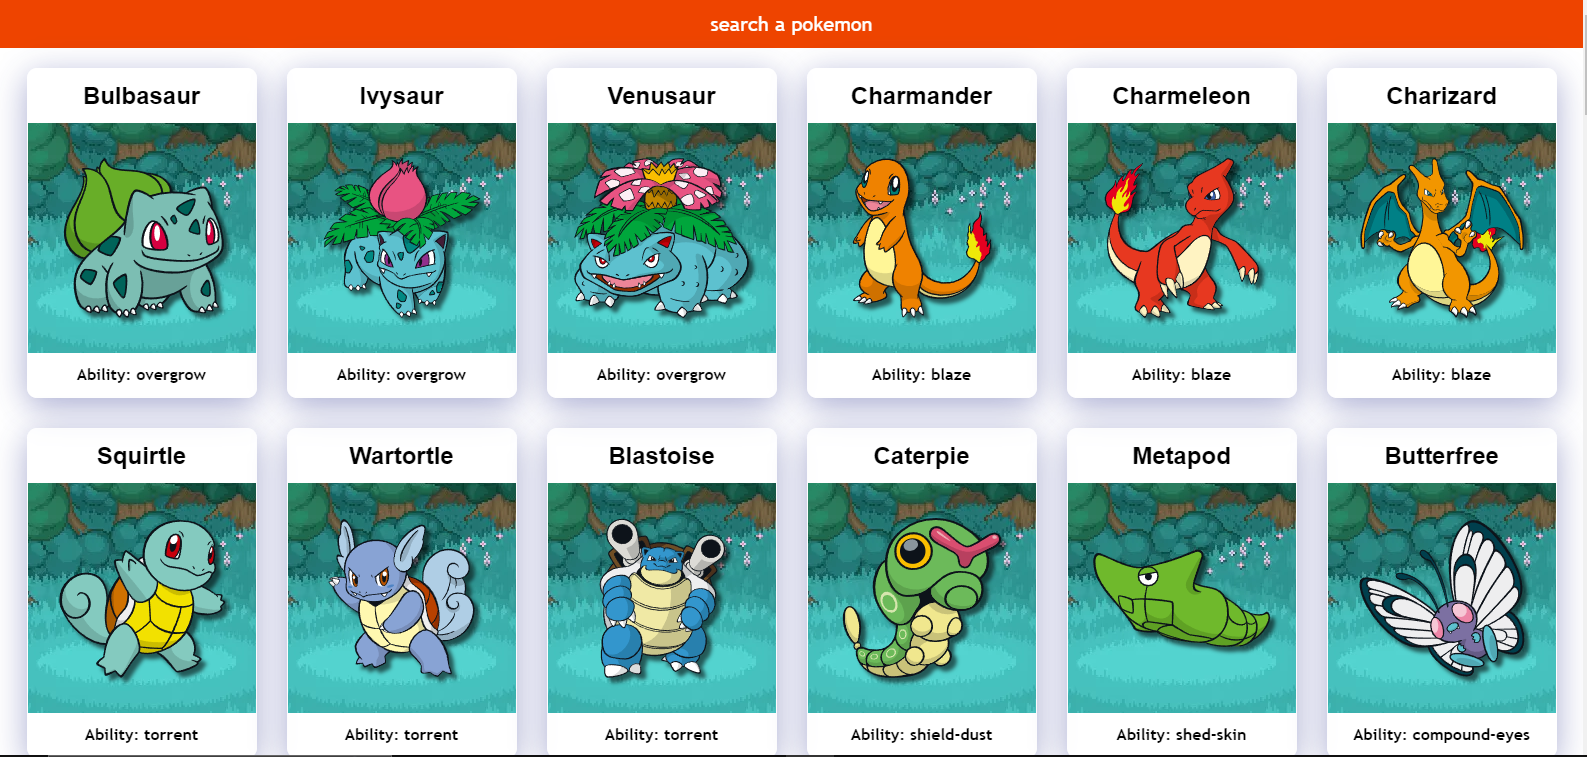 search a pokemon
Bulbasaur
Ivysaur
Venusaur
Charmander
Charmeleon
Charizard
Ability: overgrow
Ability: overgrow
Ability: overgrow
Ability: blaze
Ability: blaze
Ability: blaze
Squirtle
Wartortle
Blastoise
Caterpie
Metapod
Butterfree
Ability: torrent
Ability: torrent
Ability: torrent
Ability: shield-dust
Ability: shed-skin
Ability: compound-eyes